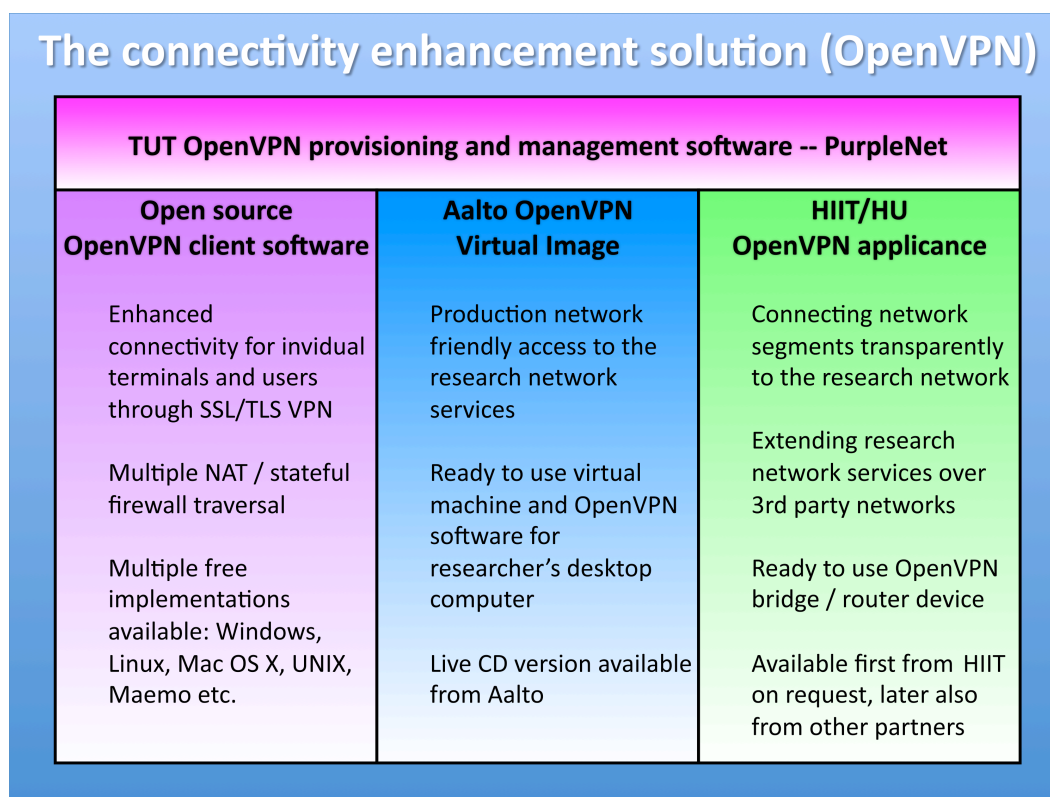 The connectivity enhancement solution (OpenVPN)
TUT OpenVPN provisioning and management software -- PurpleNet
Open source
OpenVPN client software
Enhanced
connectivity for invidual
terminals and users
through SSL/TLS VPN
Multiple NAT / stateful
firewall traversal
Multiple free
implementations
available: Windows,
Linux, Mac OS X, UNIX,
Maemo etc.
Aalto OpenVPN
Virtual Image
Production network
friendly access to the
research network
services
Ready to use virtual
machine and OpenVPN
software for
researcher’s desktop
computer
Live CD version available
from Aalto
HIIT/HU
OpenVPN applicance
Connecting network
segments transparently
to the research network
Extending research
network services over
3rd party networks
Ready to use OpenVPN
bridge / router device
Available first from HIIT
on request, later also
from other partners